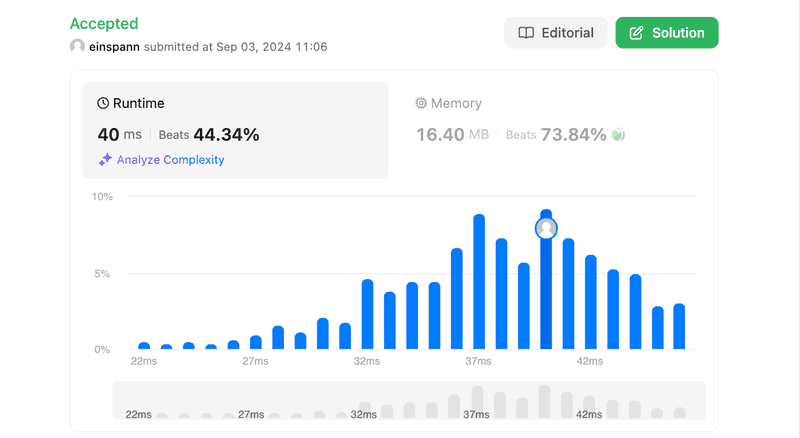 Accepted
einspann submitted at Sep 03, 2024 11:06
Editorial
Solution
Runtime
40 ms Beats 44.34%
Analyze Complexity
Memory
16.40 MB Beats 73.84%
10%
5%
0%
22ms 27ms 32ms 37ms 42ms
22ms 27ms 32ms 37ms 42ms